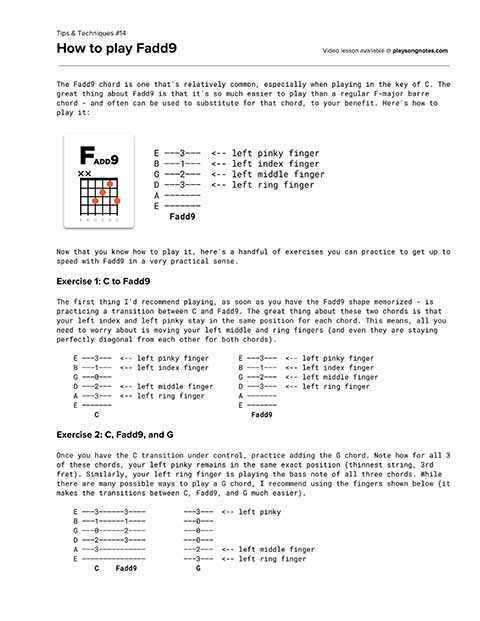 Tips & Techniques #14
How to play Fadd9
Video lesson available @ playsongnotes.com
The Fadd9 chord is one that's relatively common, especially when playing in the key of C. The
great thing about Fadd9 is that it's so much easier to play than a regular F-major barre
chord - and often can be used to substitute for that chord, to your benefit. Here's how to
play it:
FADD9
XX
E ---3--- <-- left pinky finger
B ---1--- <-- left index finger
G ---2--- <-- left middle finger
D ---3--- <-- left ring finger
A -------
E -------
Fadd9
Now that you know how to play it, here's a handful of exercises you can practice to get up to
speed with Fadd9 in a very practical sense.
Exercise 1: C to Fadd9
The first thing I'd recommend playing, as soon as you have the Fadd9 shape memorized - is
practicing a transition between C and Fadd9. The great thing about these two chords is that
your left index and left pinky stay in the same position for each chord. This means, all you
need to worry about is moving your left middle and ring fingers (and even they are staying
perfectly diagonal from each other for both chords).
E ---3--- <-- left pinky finger
B ---1--- <-- left index finger
G ---0---
D ---2--- <-- left middle finger
A ---3--- <-- left ring finger
E -------
C
E ---3--- <-- left pinky finger
B ---1--- <-- left index finger
G ---2--- <-- left middle finger
D ---3--- <-- left ring finger
A -------
E -------
Fadd9
Exercise 2: C, Fadd9, and G
Once you have the C transition under control, practice adding the G chord. Note how for all 3
of these chords, your left pinky remains in the same exact position (thinnest string, 3rd
fret). Similarly, your left ring finger is playing the bass note of all three chords. While
there are many possible ways to play a G chord, I recommend using the fingers shown below (it
makes the transitions between C, Fadd9, and G much easier).
E ---3------3---- ---3--- <-- left pinky
B ---1------1---- ---0---
G ---0------2---- ---0---
D ---2------3---- ---0---
A ---3----------- ---2--- <-- left middle finger
E --------------- ---3--- <-- left ring finger
C Fadd9 G